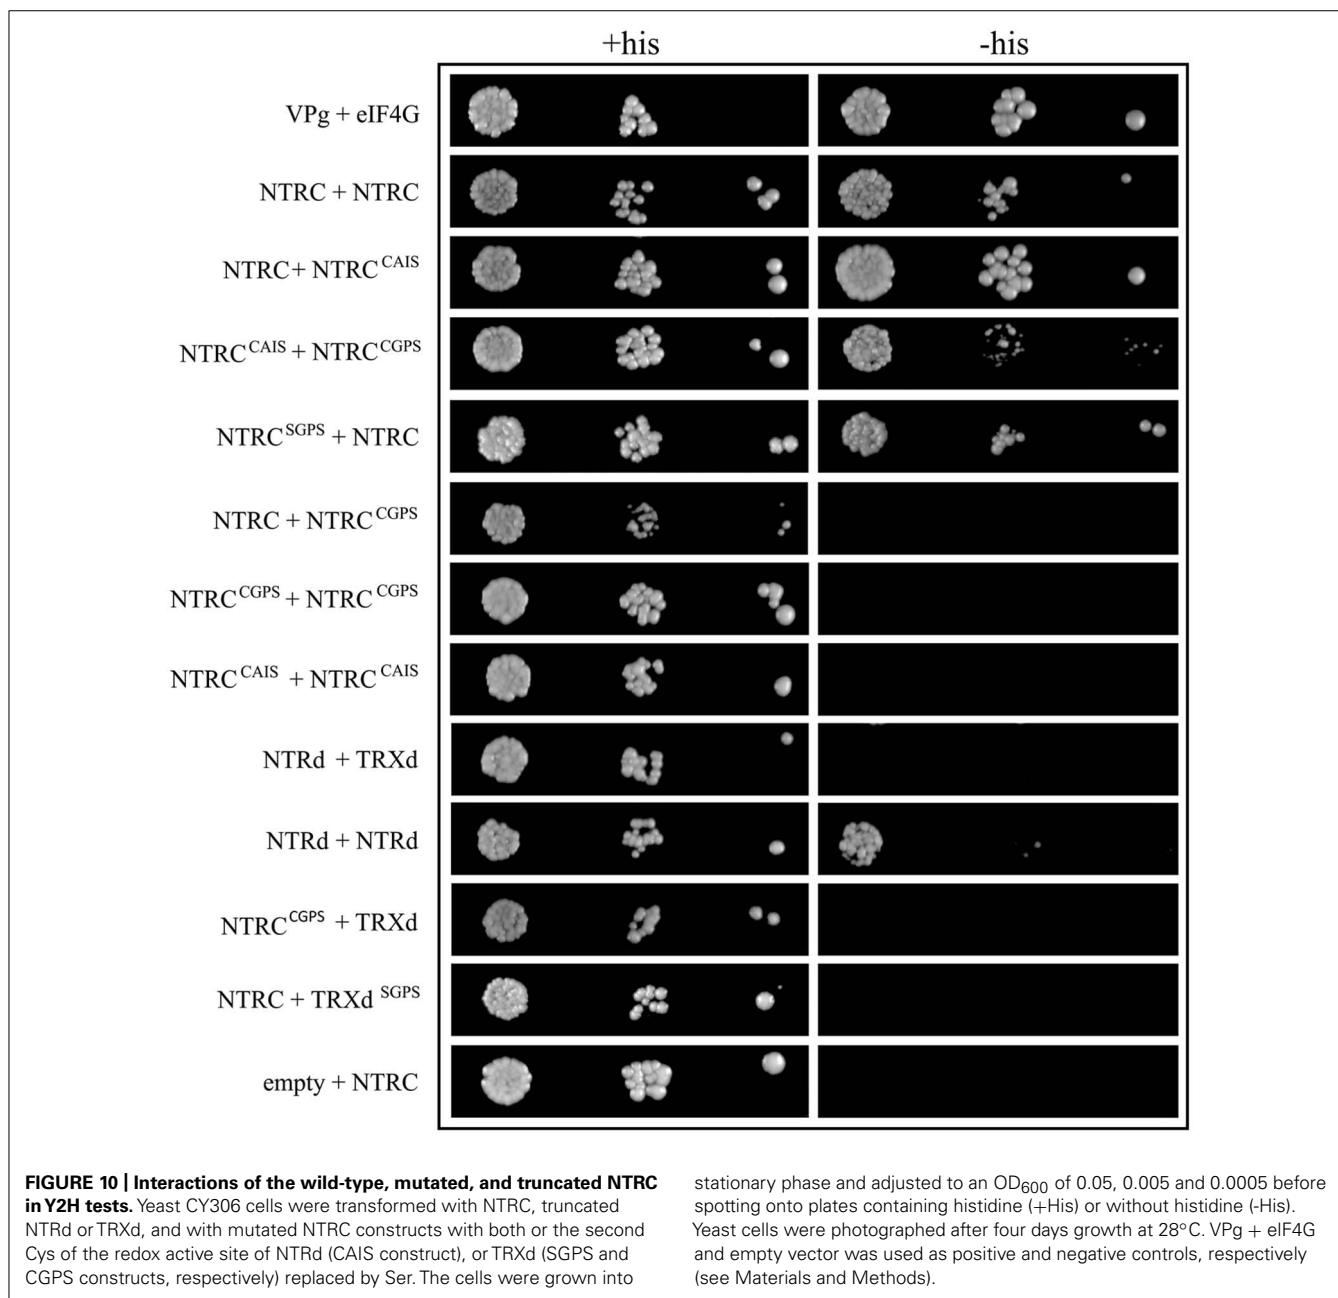 +his -his
VPg + eIF4G
NTRC + NTRC
NTRC+ NTRC CAIS
NTRC CAIS + NTRC CGPS
NTRC SGPS + NTRC
NTRC + NTRC CGPS
NTRC CGPS + NTRC CGPS
NTRC CAIS + NTRC CAIS
NTRd + TRXd
NTRd + NTRd
NTRC CGPS + TRXd
NTRC + TRXd SGPS
empty + NTRC
FIGURE 10 | Interactions of the wild-type, mutated, and truncated NTRC
in Y2H tests. Yeast CY306 cells were transformed with NTRC, truncated
NTRd or TRXd, and with mutated NTRC constructs with both or the second
Cys of the redox active site of NTRd (CAIS construct), or TRXd (SGPS and
CGPS constructs, respectively) replaced by Ser. The cells were grown into
stationary phase and adjusted to an OD600 of 0.05, 0.005 and 0.0005 before
spotting onto plates containing histidine (+His) or without histidine (-His).
Yeast cells were photographed after four days growth at 28°C. VPg + eIF4G
and empty vector was used as positive and negative controls, respectively
(see Materials and Methods).